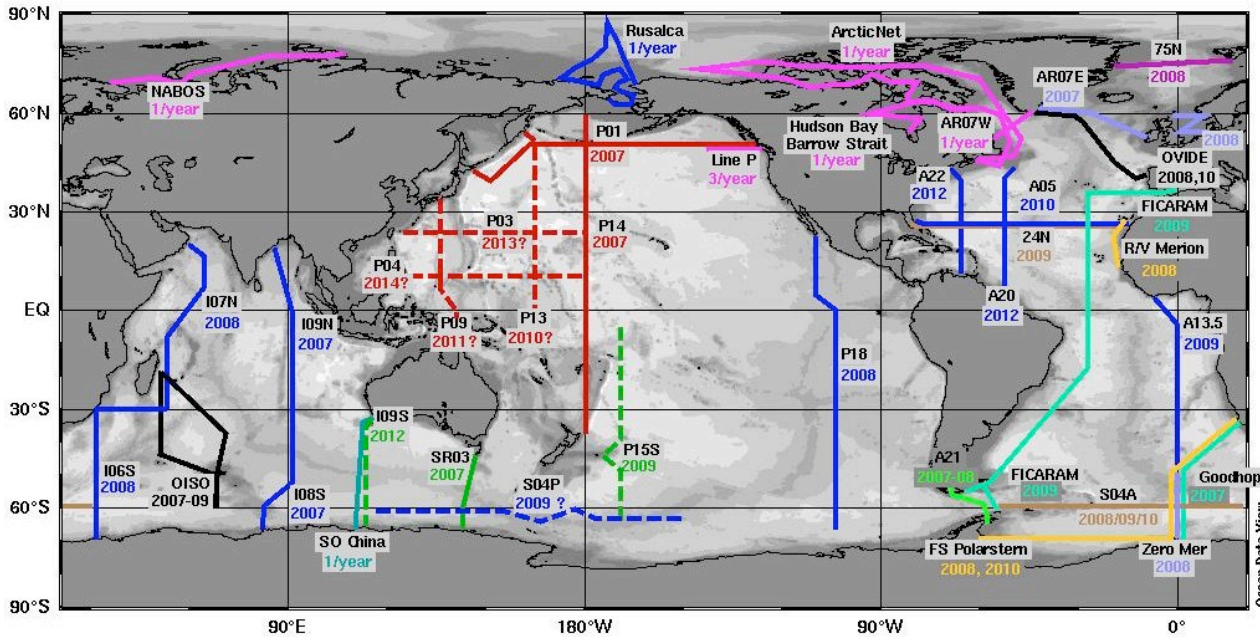 90°N
60°N
30°N
EQ
30°S
60°S
90°S
90°E
180°W
90°W
0°
NABOS
1/year
Rusalca
1/year
ArcticNet
1/year
75N
2008
AR07E
2007
2008
Hudson Bay
Barrow Strait
1/year
AR07W
1/year
OVIDE
2008,10
P01
2007
Line P
3/year
A22
2012
A05
2010
FICARAM
2009
24N
2009
R/V Merion
2008
P03
2013?
P14
2007
P04
2014?
P09
2011?
P13
2010?
I07N
2008
I09N
2007
A20
2012
A13.5
2009
P18
2008
I09S
2012
SR03
2007
P15S
2009
I06S
2008
OISO
2007-09
I08S
2007
S04P
2009 ?
SO China
1/year
A21
2007-08
FICARAM
2009
S04A
2008/09/10
Goodhop
2007
FS Polarstern
2008, 2010
Zero Mer
2008
Ocean Data View